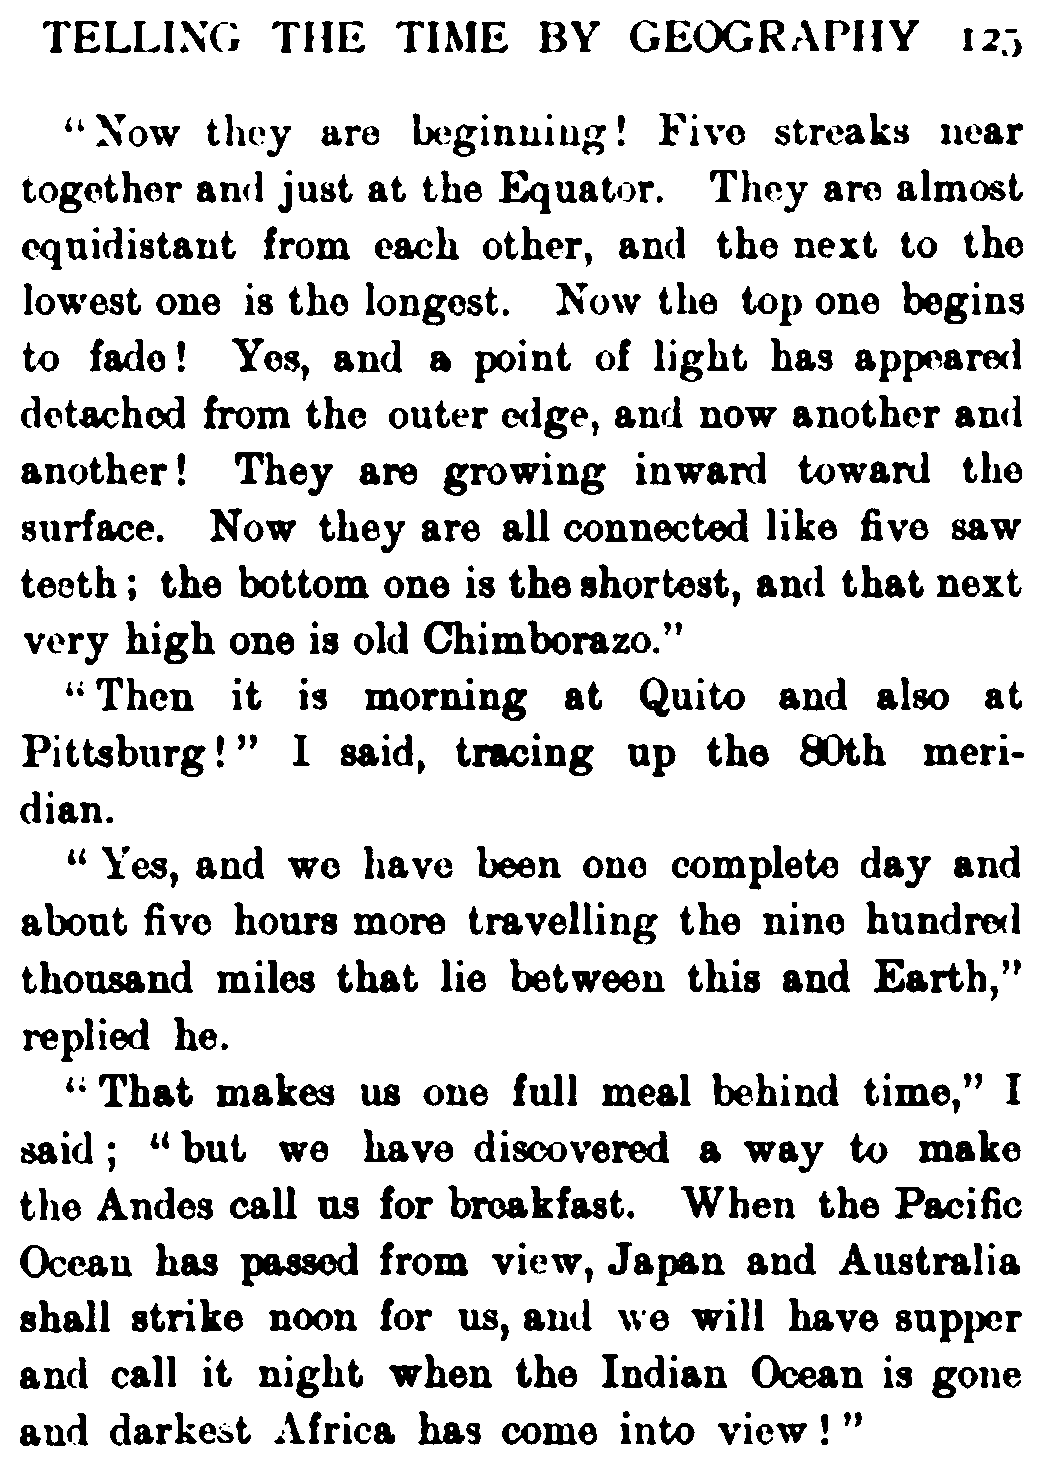 TELLING THE TIME BY GEOGRAPHY 125
"Now they are beginning! Five streaks near
together and just at the Equator. They are almost
equidistant from each other, and the next to the
lowest one is the longest. Now the top one begins
to fade! Yes, and a point of light has appeared
detached from the outer edge, and now another and
another! They are growing inward toward the
surface. Now they are all connected like five saw
teeth; the bottom one is the shortest, and that next
very high one is old Chimborazo."
"Then it is morning at Quito and also at
Pittsburg!" I said, tracing up the 80th meri-
dian.
"Yes, and we have been one complete day and
about five hours more travelling the nine hundred
thousand miles that lie between this and Earth,"
replied he.
"That makes us one full meal behind time," I
said; "but we have discovered a way to make
the Andes call us for breakfast. When the Pacific
Ocean has passed from view, Japan and Australia
shall strike noon for us, and we will have supper
and call it night when the Indian Ocean is gone
and darkest Africa has come into view!"